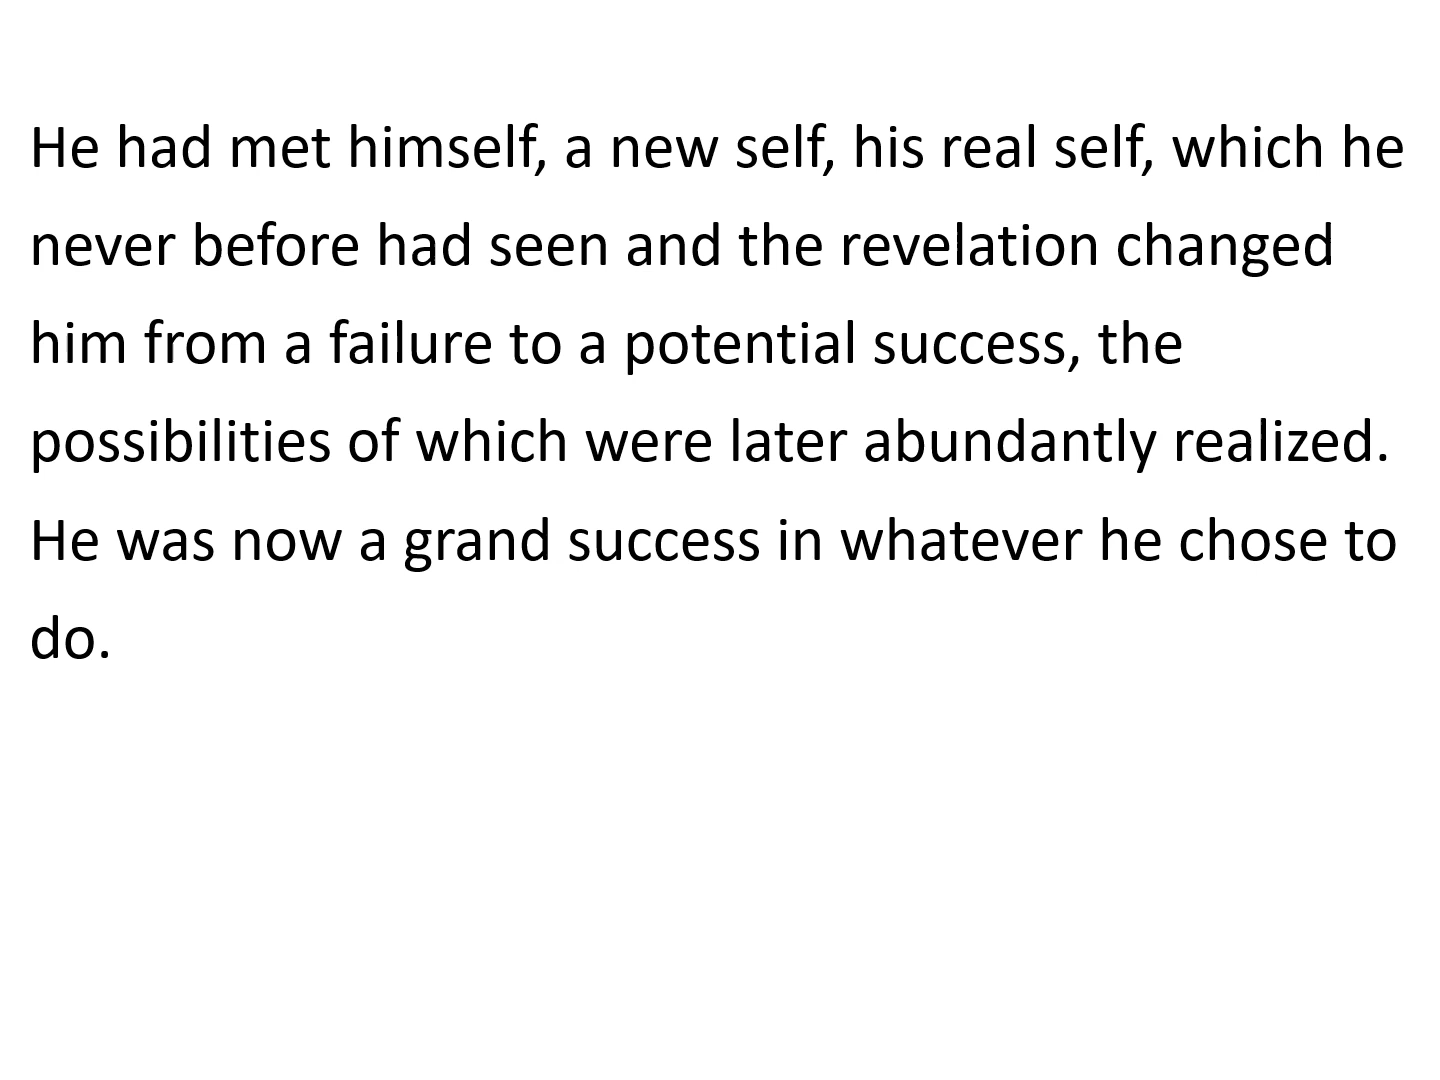 He had met himself, a new self, his real self, which he
never before had seen and the revelation changed
him from a failure to a potential success, the
possibilities of which were later abundantly realized.
He was now a grand success in whatever he chose to
do.